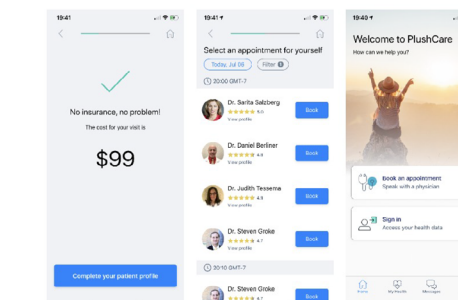 19:41
No insurance, no problem!
The cost for your visit is
$99
Complete your patient profile
19:41
Select an appointment for yourself
Today, Jul 06
Filter
20:00 GMT-7
Dr. Sarita Salzberg
5.0
View profile
Book
Dr. Daniel Berliner
4.9
View profile
Book
Dr. Judith Tessema
4.8
View profile
Book
Dr. Steven Groke
4.7
View profile
Book
20:10 GMT-7
Dr. Steven Groke
4.7
Book
19:40
Welcome to PlushCare
How can we help you?
Book an appointment
Speak with a physician
Sign in
Access your health data
Home
My Health
Messages